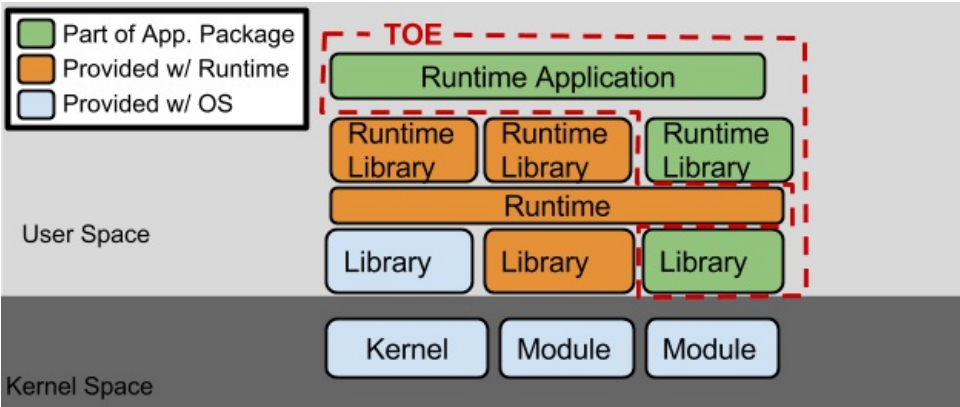 Part of App. Package
Provided w/ Runtime
Provided w/ OS
TOE
Runtime Application
Runtime
Library
Runtime
Library
Runtime
Library
Runtime
User Space
Library
Library
Library
Kernel
Module
Module
Kernel Space